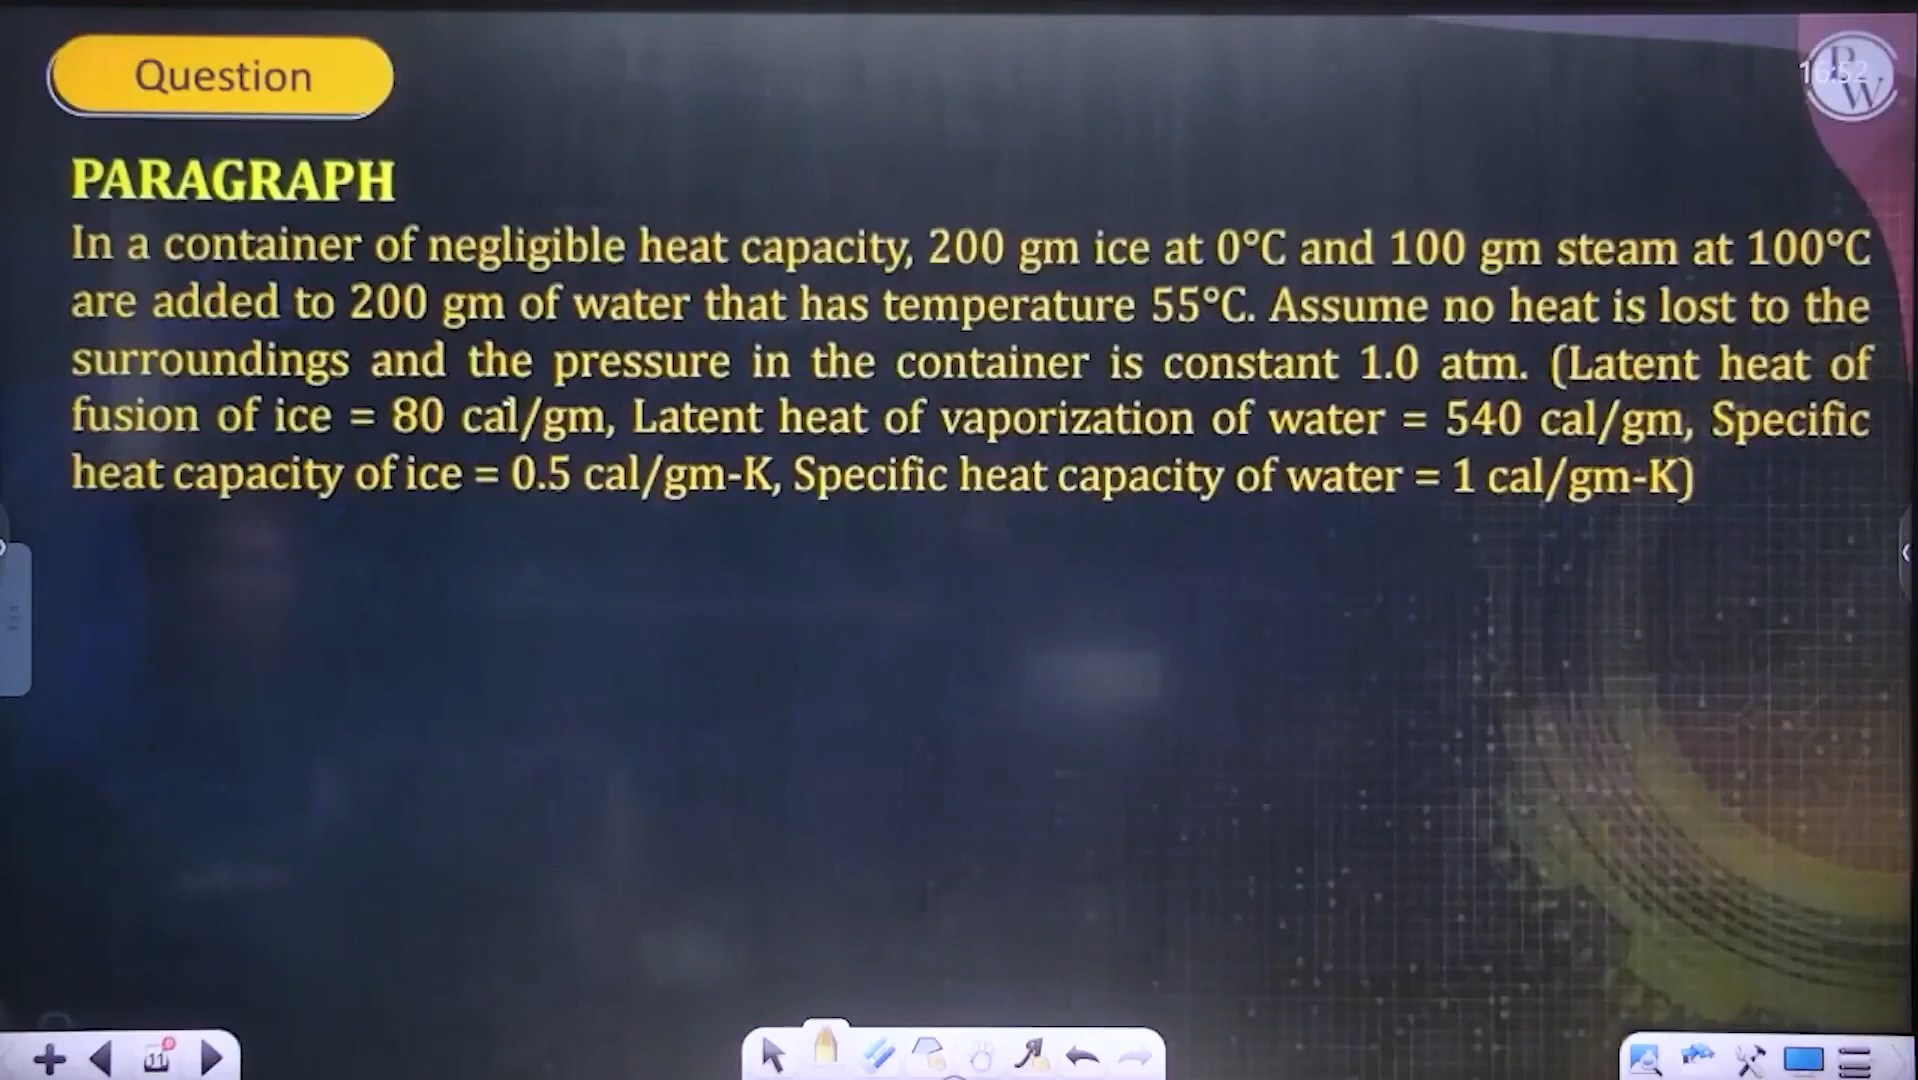 Question
16:52
PW
PARAGRAPH
In a container of negligible heat capacity, 200 gm ice at 0°C and 100 gm steam at 100°C
are added to 200 gm of water that has temperature 55°C. Assume no heat is lost to the
surroundings and the pressure in the container is constant 1.0 atm. (Latent heat of
fusion of ice = 80 cal/gm, Latent heat of vaporization of water = 540 cal/gm, Specific
heat capacity of ice = 0.5 cal/gm-K, Specific heat capacity of water = 1 cal/gm-K)
11